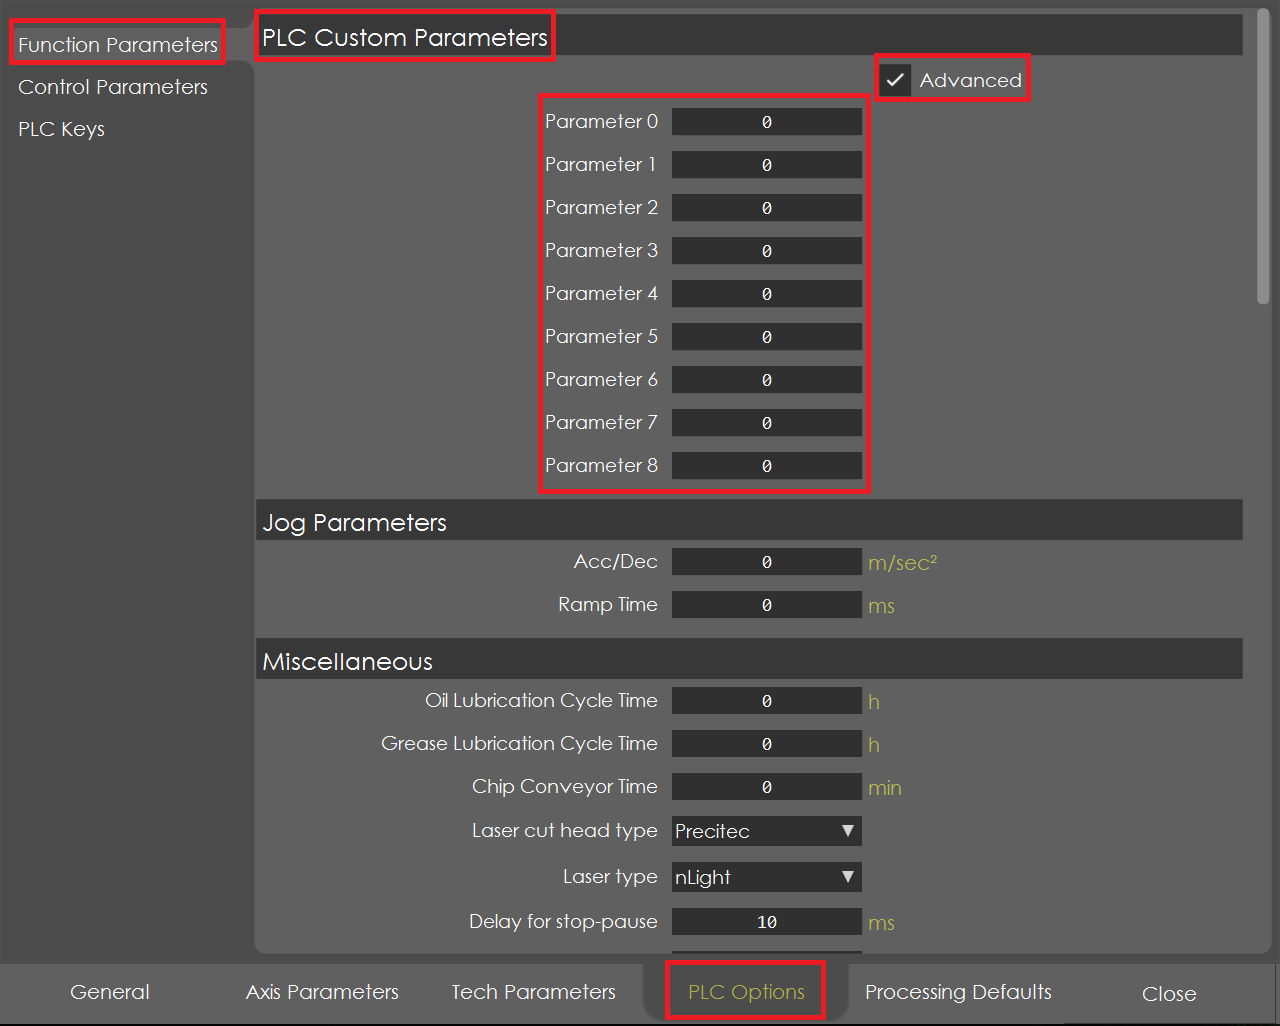 Function Parameters
Control Parameters
PLC Keys
PLC Custom Parameters
Advanced
Parameter 0 0
Parameter 1 0
Parameter 2 0
Parameter 3 0
Parameter 4 0
Parameter 5 0
Parameter 6 0
Parameter 7 0
Parameter 8 0
Jog Parameters
Acc/Dec 0 m/sec²
Ramp Time 0 ms
Miscellaneous
Oil Lubrication Cycle Time 0 h
Grease Lubrication Cycle Time 0 h
Chip Conveyor Time 0 min
Laser cut head type Precitec
Laser type nLight
Delay for stop-pause 10 ms
General Axis Parameters Tech Parameters PLC Options Processing Defaults Close